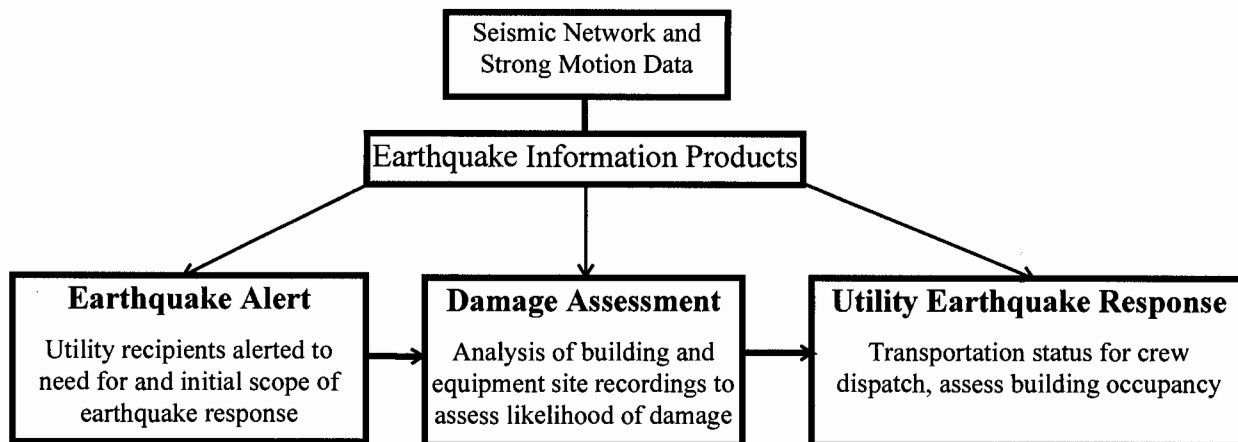 Seismic Network and
Strong Motion Data
Earthquake Information Products
Earthquake Alert
Utility recipients alerted to
need for and initial scope of
earthquake response
Damage Assessment
Analysis of building and
equipment site recordings to
assess likelihood of damage
Utility Earthquake Response
Transportation status for crew
dispatch, assess building occupancy